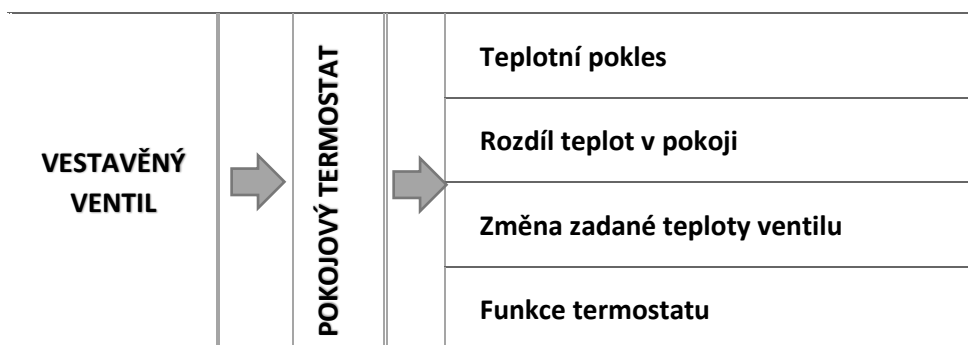 VESTAVĚNÝ
VENTIL
POKOJOVÝ TERMOSTAT
Teplotní pokles
Rozdíl teplot v pokoji
Změna zadané teploty ventilu
Funkce termostatu